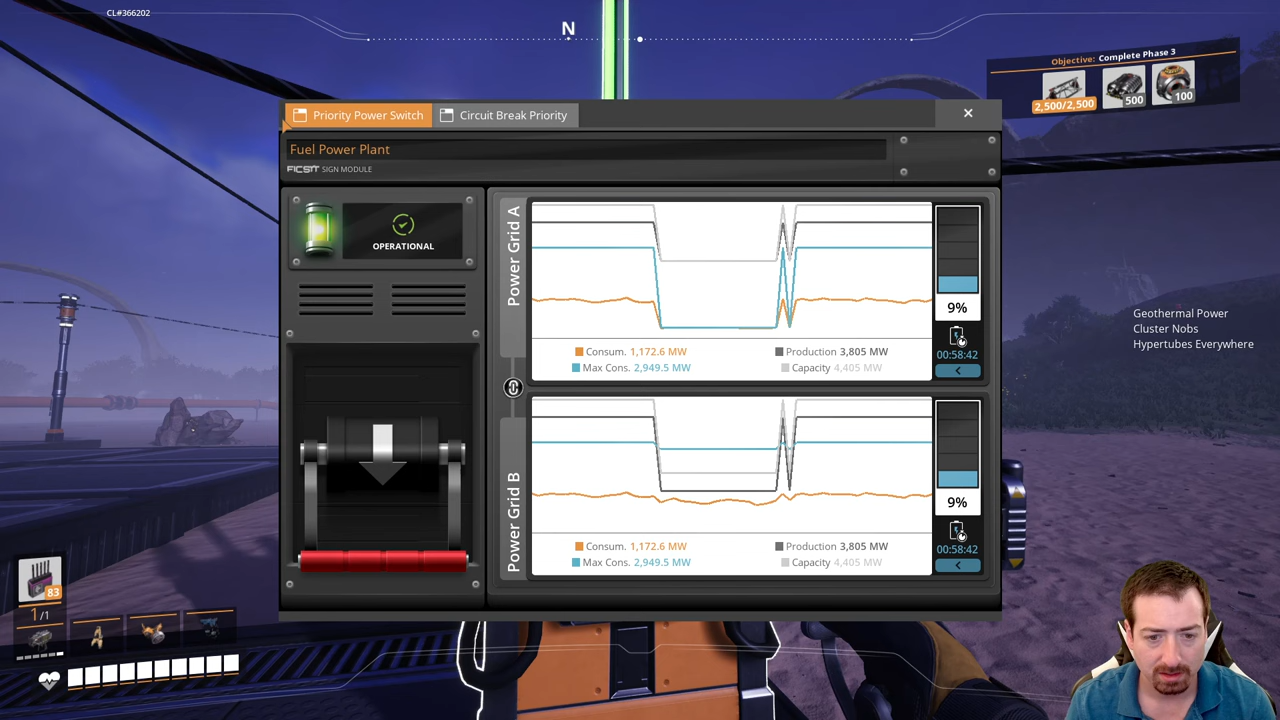 CL#366202
N
Objective: Complete Phase 3
2,500/2,500
500
100
Priority Power Switch
Circuit Break Priority
Fuel Power Plant
FICSIT SIGN MODULE
OPERATIONAL
Power Grid A
Consum. 1,172.6 MW
Production 3,805 MW
Max Cons. 2,949.5 MW
Capacity 4,405 MW
9%
00:58:42
Power Grid B
Consum. 1,172.6 MW
Production 3,805 MW
Max Cons. 2,949.5 MW
Capacity 4,405 MW
9%
00:58:42
Geothermal Power
Cluster Nobs
Hypertubes Everywhere
83
1/1